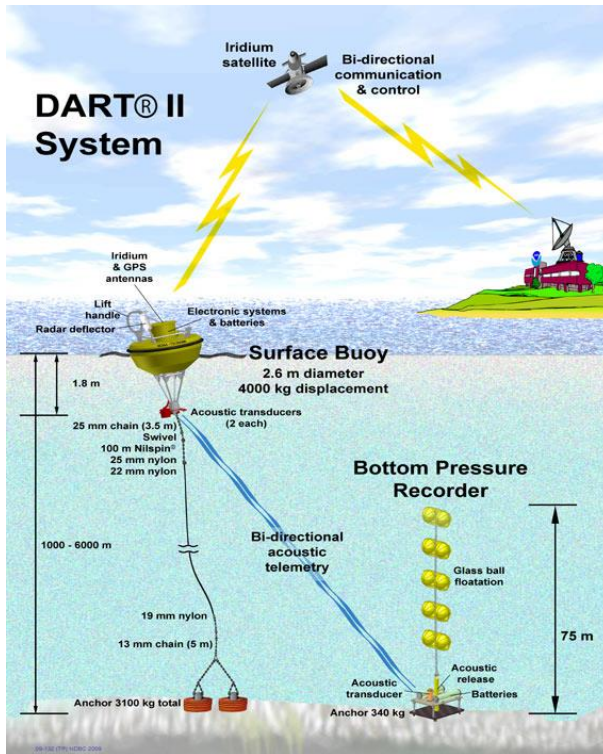 Iridium
satellite
Bi-directional
communication
& control
DART® II
System
Iridium
& GPS
antennas
Lift
handle
Radar deflector
Electronic systems
& batteries
Surface Buoy
2.6 m diameter
4000 kg displacement
1.8 m
Acoustic transducers
(2 each)
25 mm chain (3.5 m)
Swivel
100 m Nilspin®
25 mm nylon
22 mm nylon
Bottom Pressure
Recorder
1000 - 6000 m
Bi-directional
acoustic
telemetry
Glass ball
floatation
75 m
19 mm nylon
13 mm chain (5 m)
Acoustic
transducer
Acoustic
release
Batteries
Anchor 3100 kg total
Anchor 340 kg